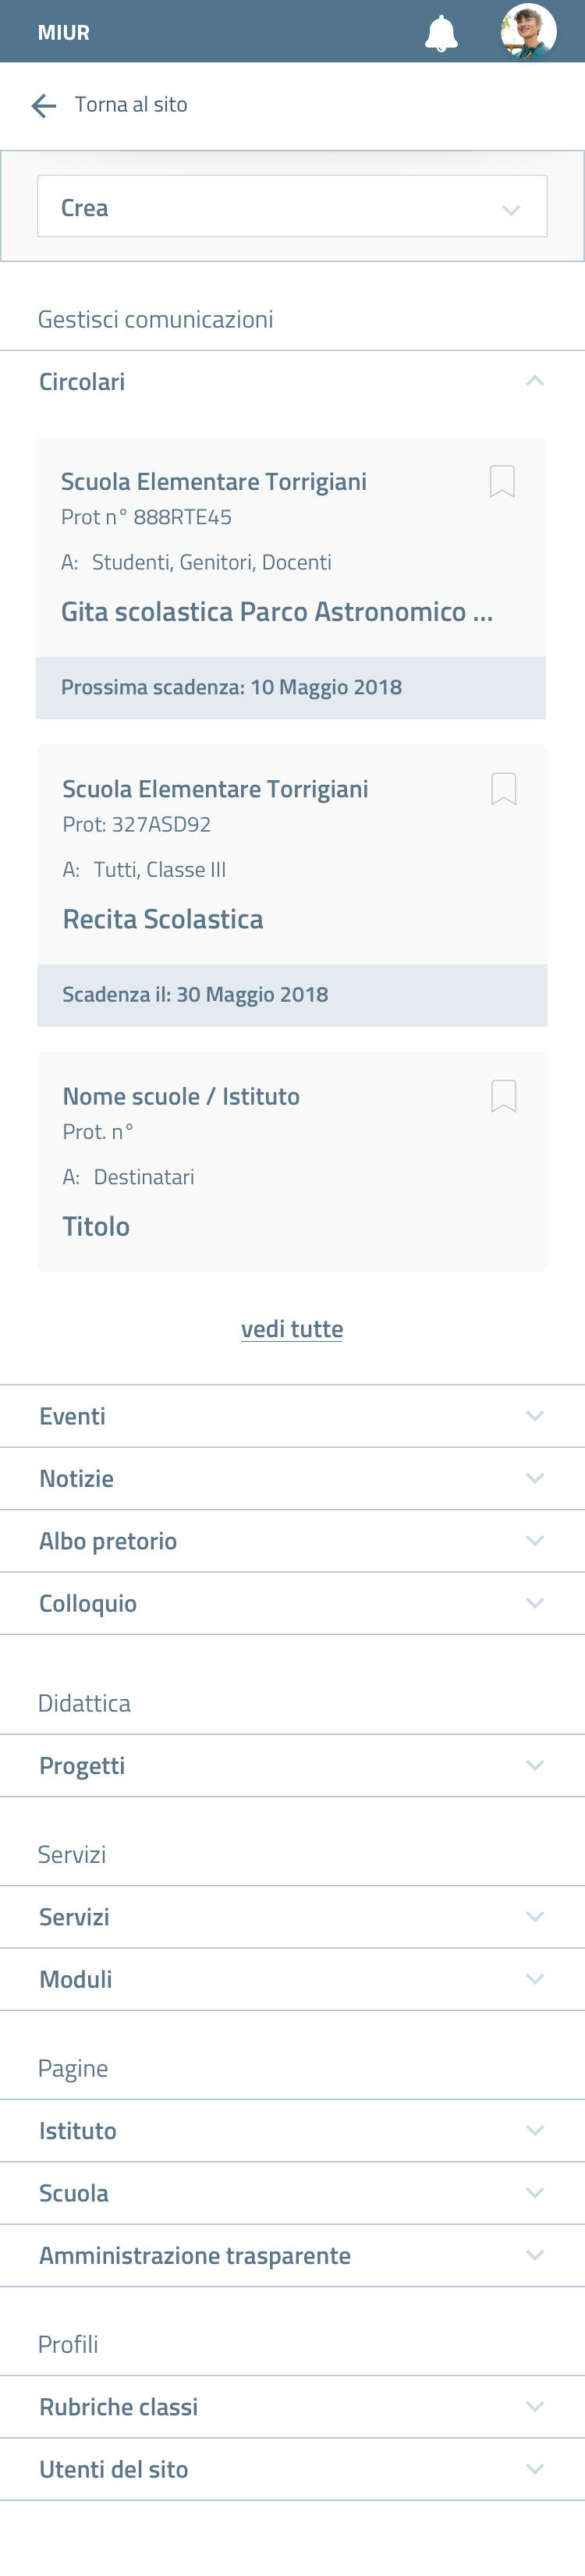 MIUR
Torna al sito
Crea
Gestisci comunicazioni
Circolari
Scuola Elementare Torrigiani
Prot n° 888RTE45
A: Studenti, Genitori, Docenti
Gita scolastica Parco Astronomico ...
Prossima scadenza: 10 Maggio 2018
Scuola Elementare Torrigiani
Prot: 327ASD92
A: Tutti, Classe III
Recita Scolastica
Scadenza il: 30 Maggio 2018
Nome scuole / Istituto
Prot. n°
A: Destinatari
Titolo
vedi tutte
Eventi
Notizie
Albo pretorio
Colloquio
Didattica
Progetti
Servizi
Servizi
Moduli
Pagine
Istituto
Scuola
Amministrazione trasparente
Profili
Rubriche classi
Utenti del sito